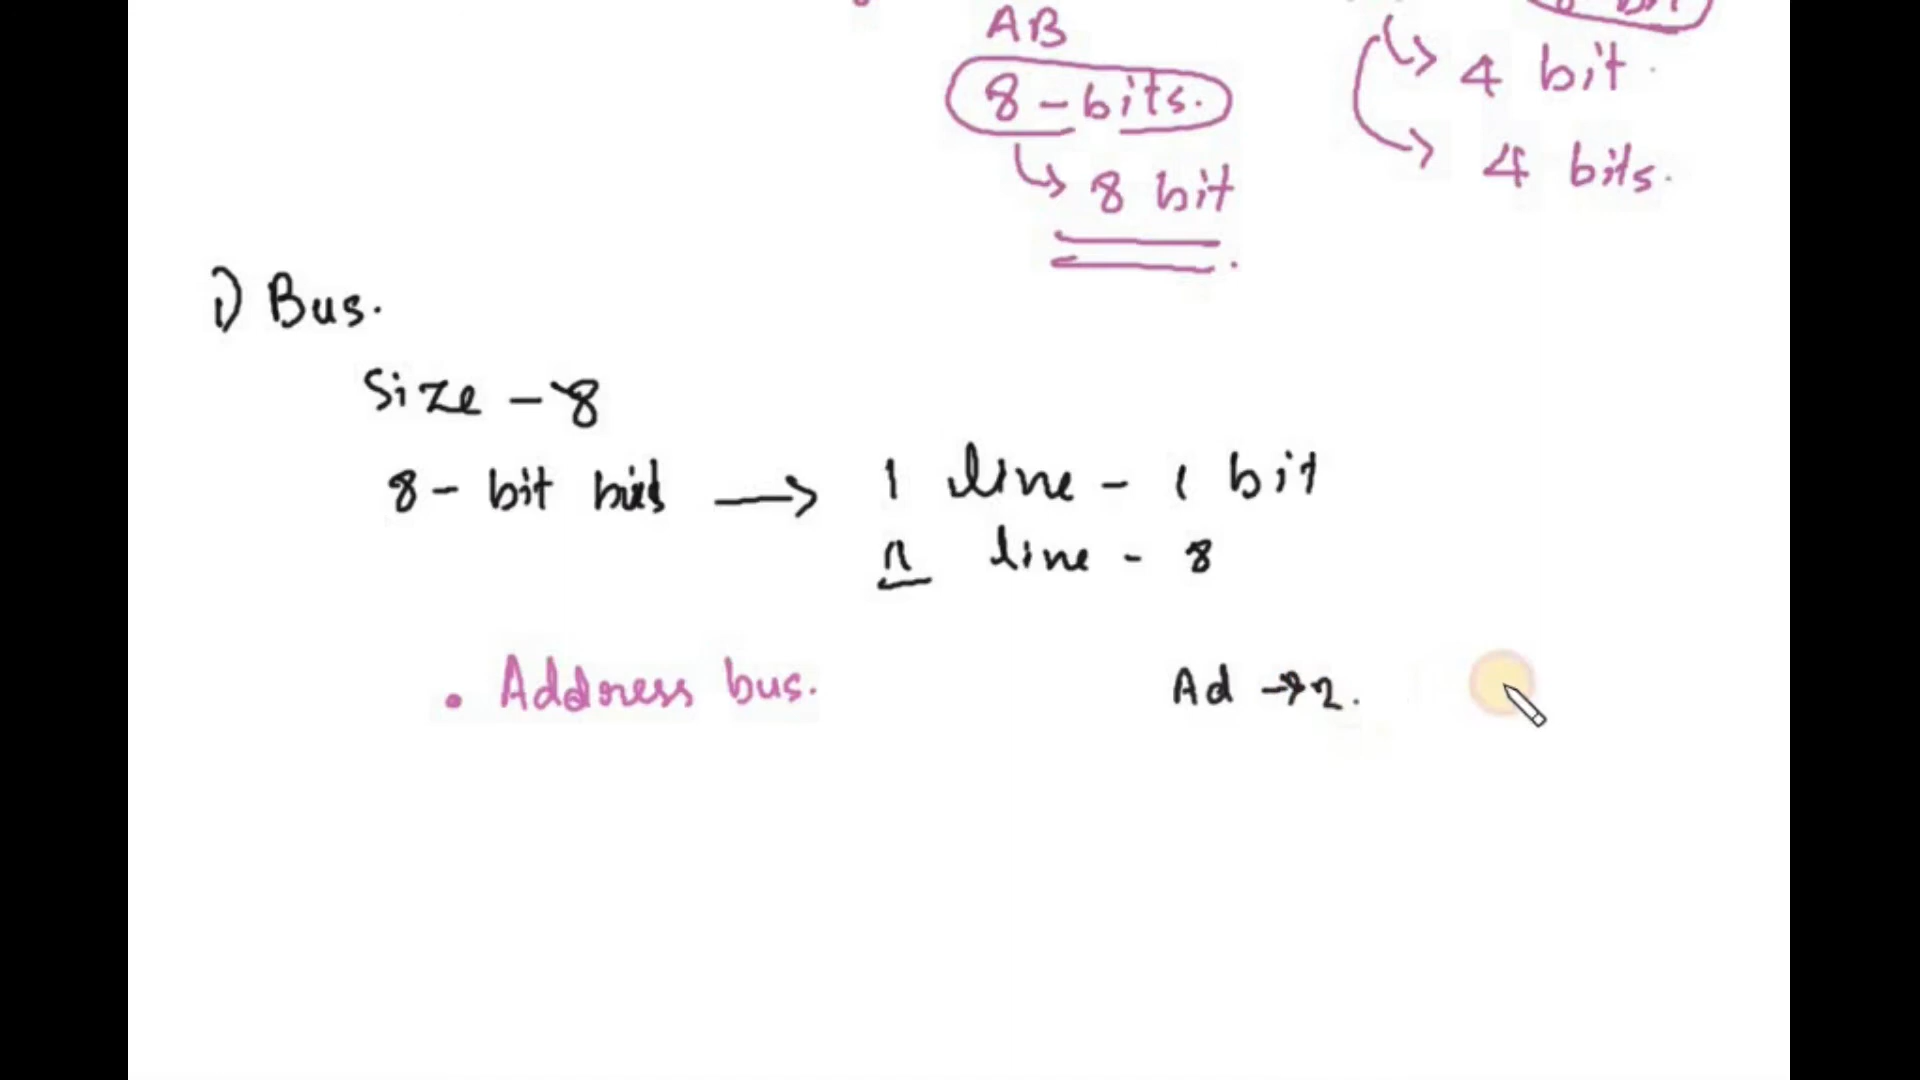 AB
8-bits.
↳ 8 bit
↳ 4 bit.
→ 4 bits.
i) Bus.
Size - 8
8 - bit → 1 line - 1 bit
n line - 8
• Address bus.
Ad → 2.